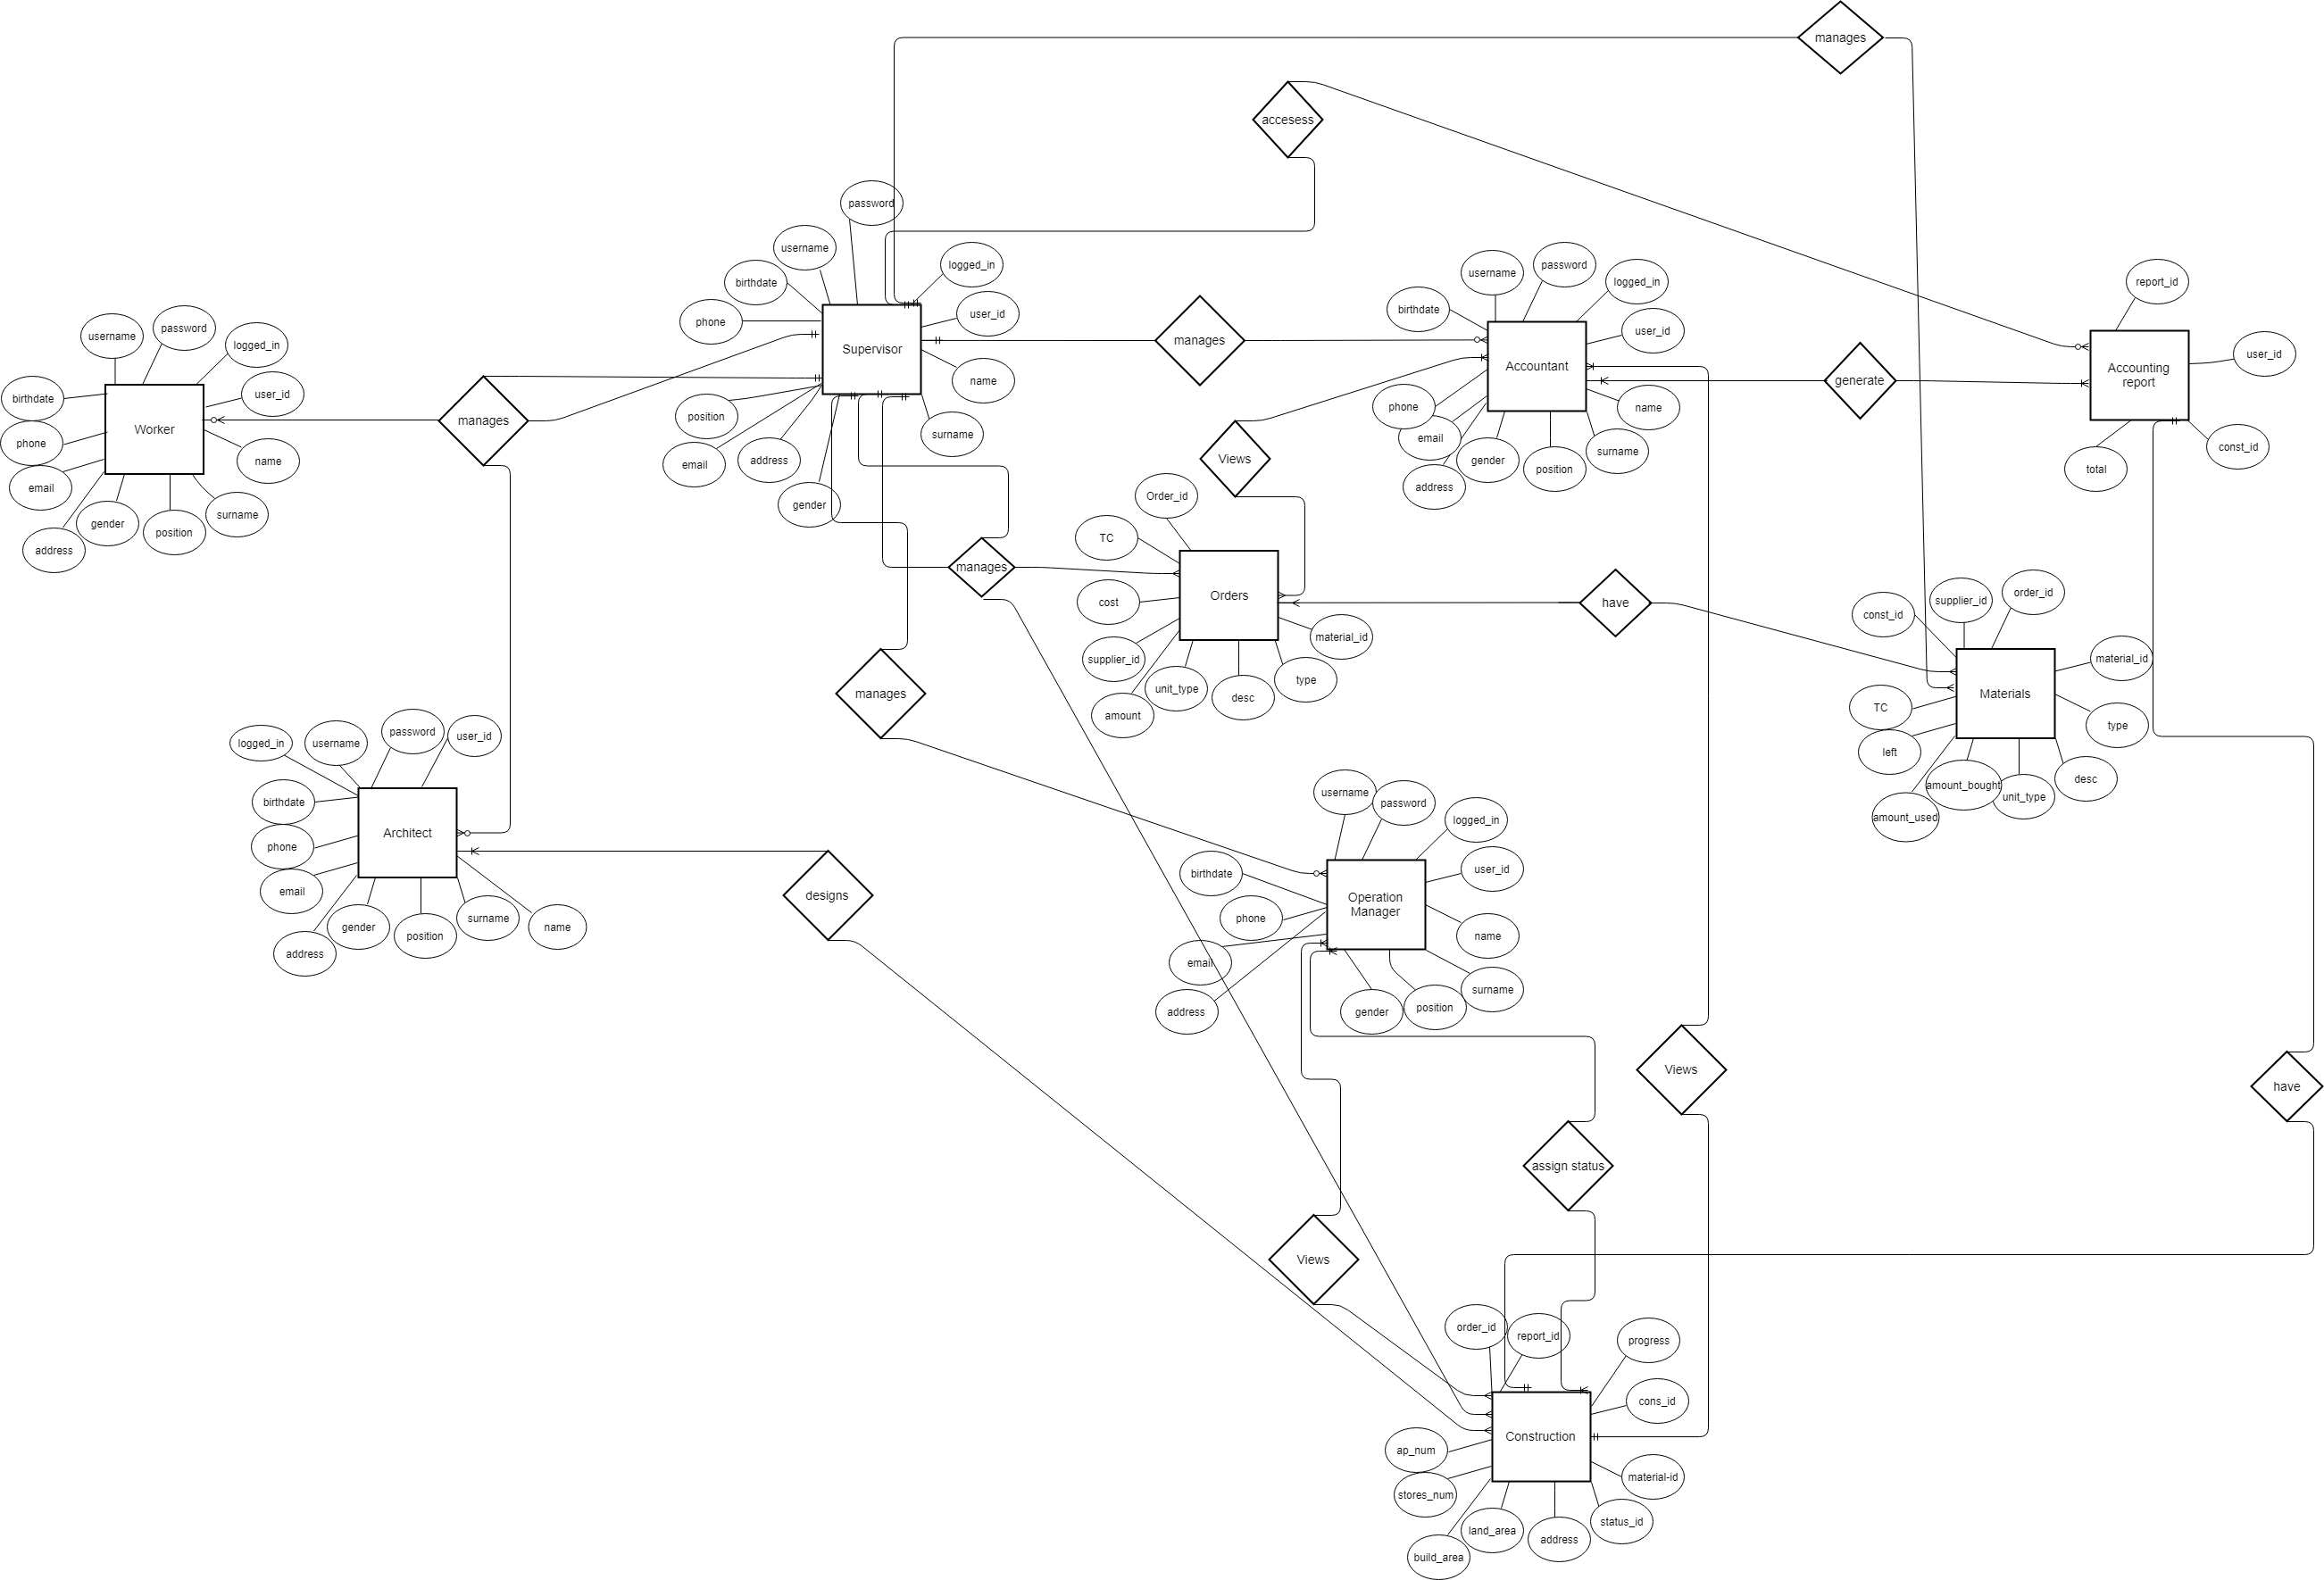 manages
accesess
password
username
logged_in
birthdate
user_id
phone
Supervisor
name
position
surname
email
address
gender
manages
username
password
logged_in
birthdate
user_id
Accountant
phone
name
email
surname
gender
position
address
generate
report_id
user_id
Accounting
report
const_id
total
username
password
logged_in
birthdate
user_id
phone
Worker
name
email
surname
gender
position
address
manages
Views
manages
Order_id
TC
cost
Orders
supplier_id
material_id
unit_type
type
desc
amount
have
const_id
supplier_id
order_id
material_id
Materials
TC
type
left
desc
amount_bought
unit_type
amount_used
manages
logged_in
username
password
user_id
birthdate
Architect
phone
email
surname
gender
position
name
address
designs
username
password
logged_in
birthdate
user_id
Operation
Manager
phone
name
email
surname
address
gender
position
Views
have
assign status
Views
order_id
report_id
progress
cons_id
Construction
ap_num
material-id
stores_num
status_id
land_area
address
build_area